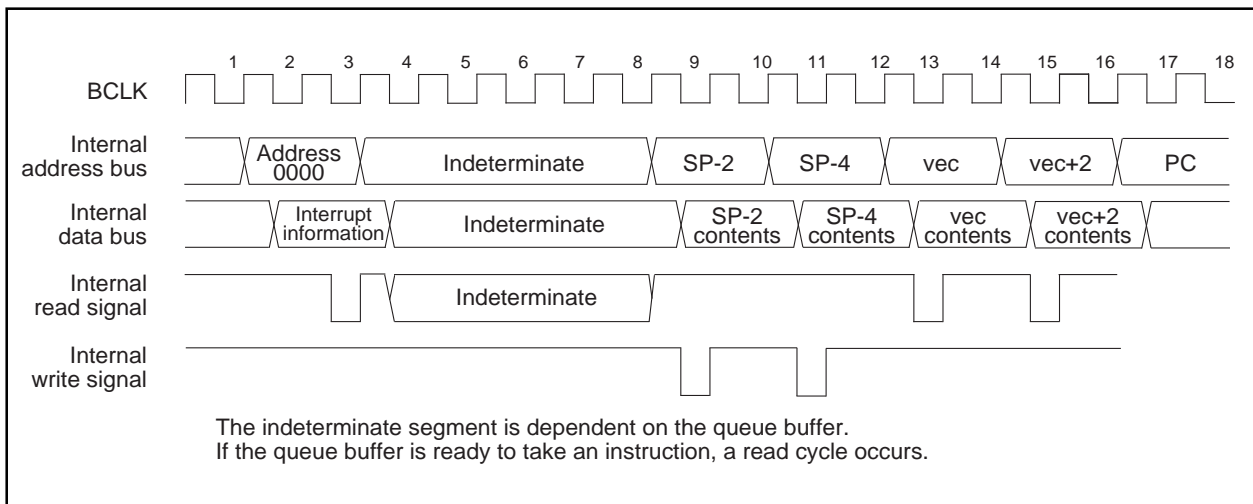 1 2 3 4 5 6 7 8 9 10 11 12 13 14 15 16 17 18
BCLK
Internal
address bus
Address
0000
Indeterminate
SP-2
SP-4
vec
vec+2
PC
Internal
data bus
Interrupt
information
Indeterminate
SP-2
contents
SP-4
contents
vec
contents
vec+2
contents
Internal
read signal
Indeterminate
Internal
write signal
The indeterminate segment is dependent on the queue buffer.
If the queue buffer is ready to take an instruction, a read cycle occurs.